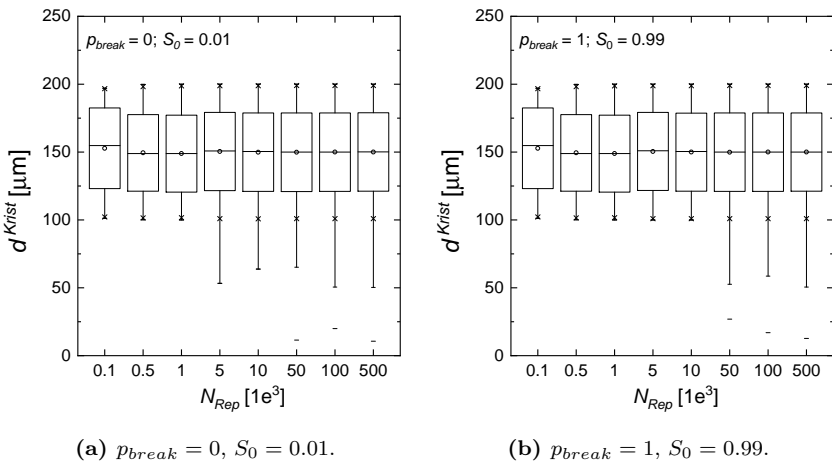 250
200
150
100
50
0
d^Krist [µm]
p_break = 0; S_0 = 0.01
0.1 0.5 1 5 10 50 100 500
N_Rep [1e^3]
(a) p_break = 0, S_0 = 0.01.
250
200
150
100
50
0
d^Krist [µm]
p_break = 1; S_0 = 0.99
0.1 0.5 1 5 10 50 100 500
N_Rep [1e^3]
(b) p_break = 1, S_0 = 0.99.